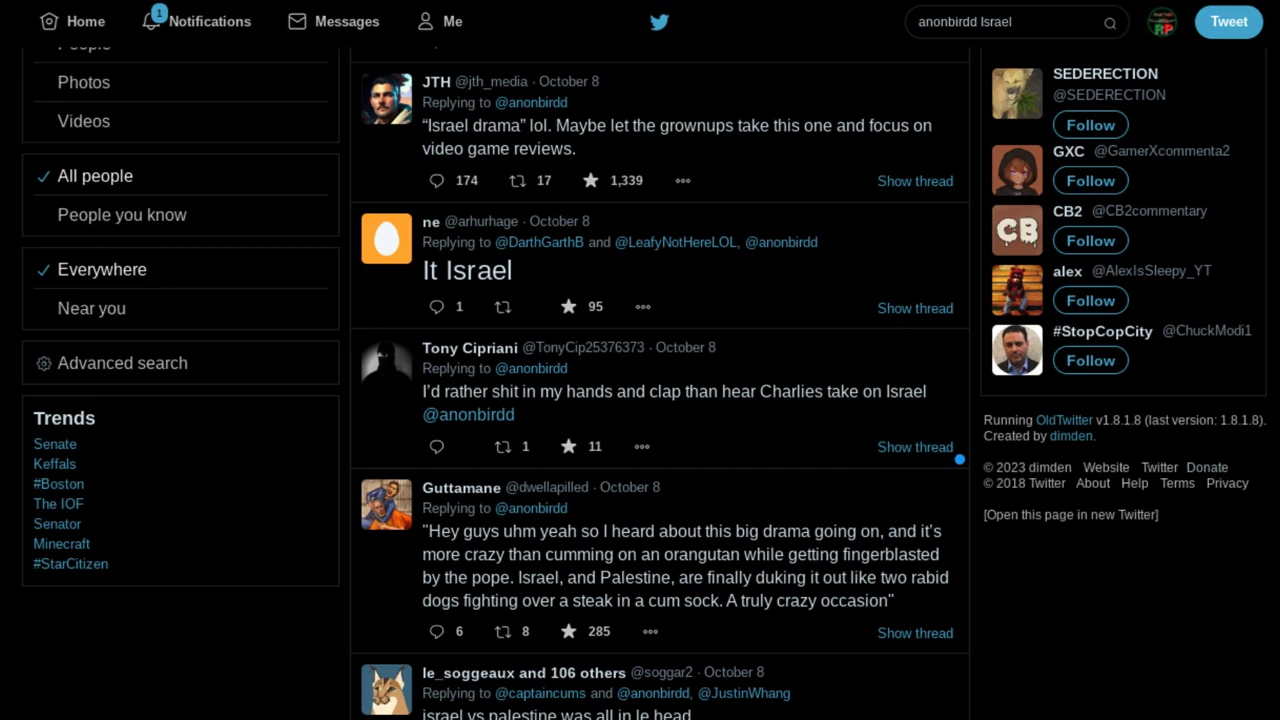 Home
1
Notifications
Messages
Me
anonbirdd Israel
RP
Tweet
People
Photos
Videos
All people
People you know
Everywhere
Near you
Advanced search
Trends
Senate
Keffals
#Boston
The IOF
Senator
Minecraft
#StarCitizen
JTH @jth_media · October 8
Replying to @anonbirdd
“Israel drama” lol. Maybe let the grownups take this one and focus on
video game reviews.
174 17 1,339 Show thread
ne @arhurhage · October 8
Replying to @DarthGarthB and @LeafyNotHereLOL, @anonbirdd
It Israel
1 95 Show thread
Tony Cipriani @TonyCip25376373 · October 8
Replying to @anonbirdd
I’d rather shit in my hands and clap than hear Charlies take on Israel
@anonbirdd
1 11 Show thread
Guttamane @dwellapilled · October 8
Replying to @anonbirdd
"Hey guys uhm yeah so I heard about this big drama going on, and it’s
more crazy than cumming on an orangutan while getting fingerblasted
by the pope. Israel, and Palestine, are finally duking it out like two rabid
dogs fighting over a steak in a cum sock. A truly crazy occasion"
6 8 285 Show thread
le_soggeaux and 106 others @soggar2 · October 8
Replying to @captaincums and @anonbirdd, @JustinWhang
israel vs palestine was all in le head
SEDERECTION
@SEDERECTION
Follow
GXC @GamerXcommenta2
Follow
CB2 @CB2commentary
Follow
alex @AlexIsSleepy_YT
Follow
#StopCopCity @ChuckModi1
Follow
Running OldTwitter v1.8.1.8 (last version: 1.8.1.8).
Created by dimden.
© 2023 dimden Website Twitter Donate
© 2018 Twitter About Help Terms Privacy
[Open this page in new Twitter]